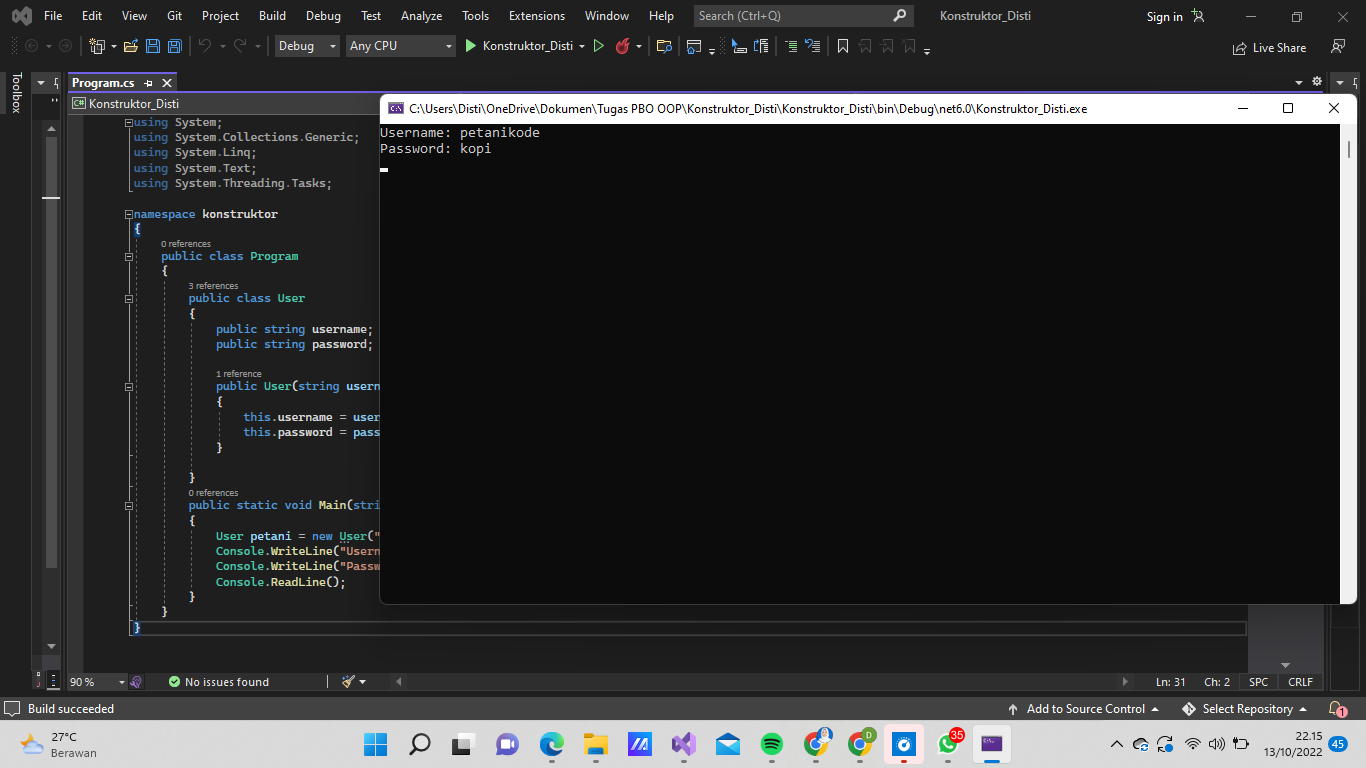 File Edit View Git Project Build Debug Test Analyze Tools Extensions Window Help Search (Ctrl+Q) Konstruktor_Disti Sign in
Debug Any CPU Konstruktor_Disti Live Share
Toolbox
Program.cs
C# Konstruktor_Disti
C:\Users\Disti\OneDrive\Dokumen\Tugas PBO OOP\Konstruktor_Disti\Konstruktor_Disti\bin\Debug\net6.0\Konstruktor_Disti.exe
Username: petanikode
Password: kopi
using System;
using System.Collections.Generic;
using System.Linq;
using System.Text;
using System.Threading.Tasks;
namespace konstruktor
{
0 references
public class Program
{
3 references
public class User
{
public string username;
public string password;
1 reference
public User(string usern
{
this.username = user
this.password = pass
}
}
0 references
public static void Main(stri
{
User petani = new User("
Console.WriteLine("Usern
Console.WriteLine("Passw
Console.ReadLine();
}
}
}
90 % No issues found Ln: 31 Ch: 2 SPC CRLF
Build succeeded Add to Source Control Select Repository 1
27°C
Berawan
D
35
22.15
13/10/2022
45